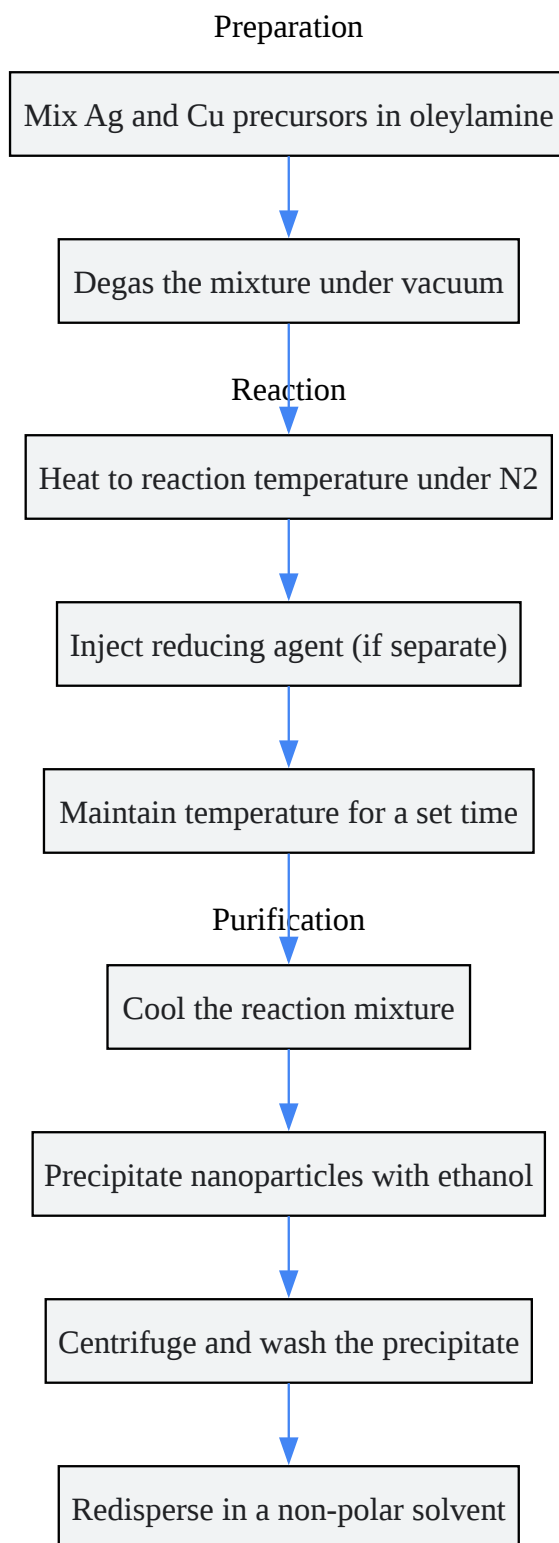 Preparation
Mix Ag and Cu precursors in oleylamine
Degas the mixture under vacuum
Reaction
Heat to reaction temperature under N2
Inject reducing agent (if separate)
Maintain temperature for a set time
Purification
Cool the reaction mixture
Precipitate nanoparticles with ethanol
Centrifuge and wash the precipitate
Redisperse in a non-polar solvent